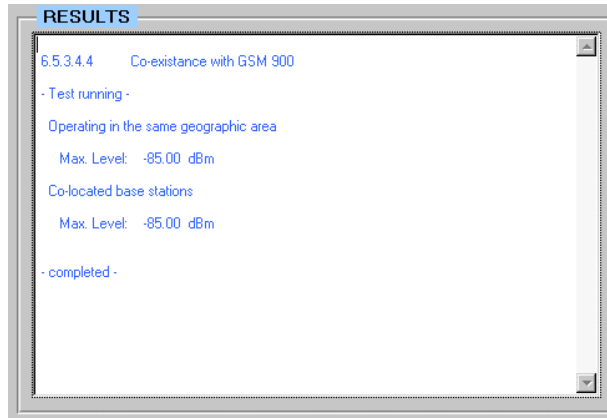 RESULTS
6.5.3.4.4 Co-existance with GSM 900
- Test running -
Operating in the same geographic area
Max. Level: -85.00 dBm
Co-located base stations
Max. Level: -85.00 dBm
- completed -